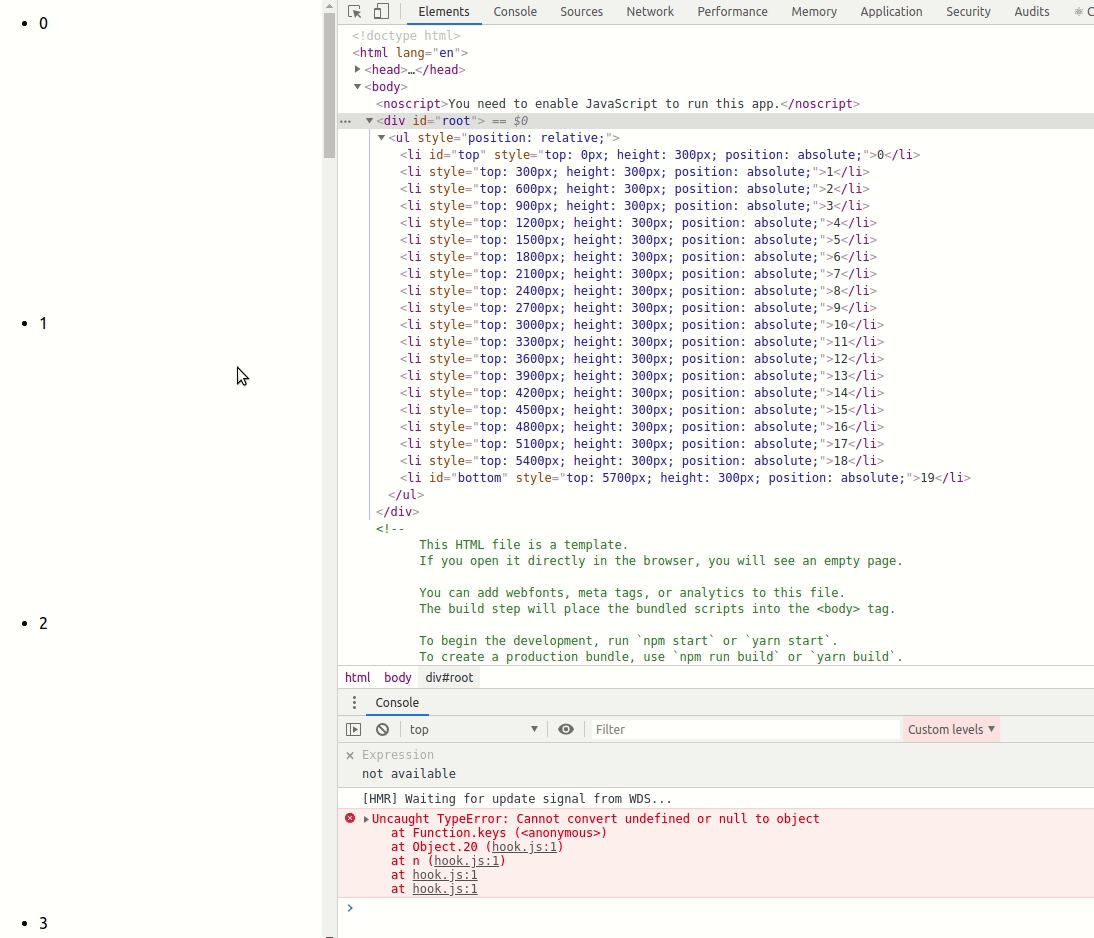 0
1
2
3
Elements Console Sources Network Performance Memory Application Security Audits
<!doctype html>
<html lang="en">
<head>…</head>
<body>
<noscript>You need to enable JavaScript to run this app.</noscript>
<div id="root"> == $0
<ul style="position: relative;">
<li id="top" style="top: 0px; height: 300px; position: absolute;">0</li>
<li style="top: 300px; height: 300px; position: absolute;">1</li>
<li style="top: 600px; height: 300px; position: absolute;">2</li>
<li style="top: 900px; height: 300px; position: absolute;">3</li>
<li style="top: 1200px; height: 300px; position: absolute;">4</li>
<li style="top: 1500px; height: 300px; position: absolute;">5</li>
<li style="top: 1800px; height: 300px; position: absolute;">6</li>
<li style="top: 2100px; height: 300px; position: absolute;">7</li>
<li style="top: 2400px; height: 300px; position: absolute;">8</li>
<li style="top: 2700px; height: 300px; position: absolute;">9</li>
<li style="top: 3000px; height: 300px; position: absolute;">10</li>
<li style="top: 3300px; height: 300px; position: absolute;">11</li>
<li style="top: 3600px; height: 300px; position: absolute;">12</li>
<li style="top: 3900px; height: 300px; position: absolute;">13</li>
<li style="top: 4200px; height: 300px; position: absolute;">14</li>
<li style="top: 4500px; height: 300px; position: absolute;">15</li>
<li style="top: 4800px; height: 300px; position: absolute;">16</li>
<li style="top: 5100px; height: 300px; position: absolute;">17</li>
<li style="top: 5400px; height: 300px; position: absolute;">18</li>
<li id="bottom" style="top: 5700px; height: 300px; position: absolute;">19</li>
</ul>
</div>
<!--
This HTML file is a template.
If you open it directly in the browser, you will see an empty page.
You can add webfonts, meta tags, or analytics to this file.
The build step will place the bundled scripts into the <body> tag.
To begin the development, run `npm start` or `yarn start`.
To create a production bundle, use `npm run build` or `yarn build`.
html body div#root
Console
top Filter Custom levels
Expression
not available
[HMR] Waiting for update signal from WDS...
Uncaught TypeError: Cannot convert undefined or null to object
at Function.keys (<anonymous>)
at Object.20 (hook.js:1)
at n (hook.js:1)
at hook.js:1
at hook.js:1